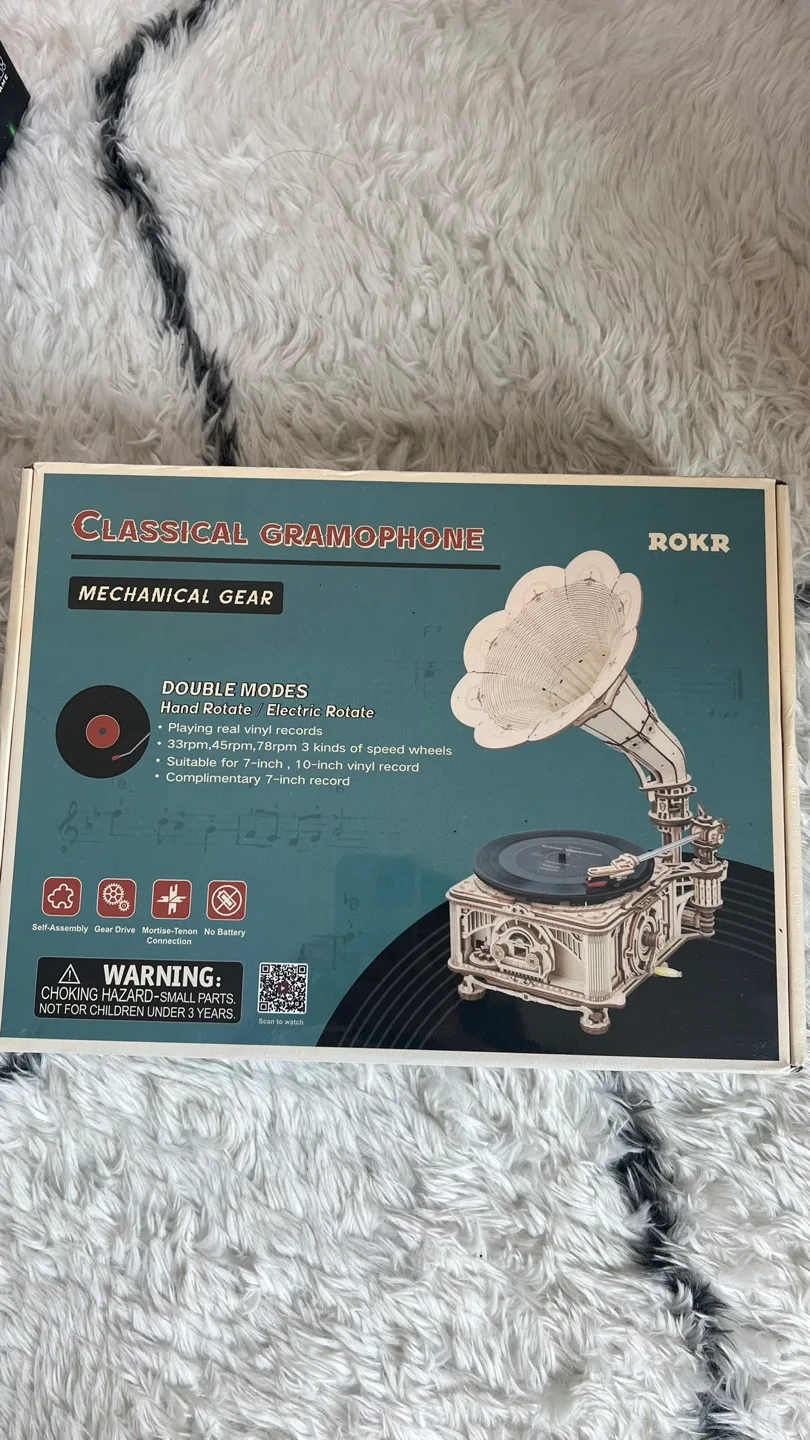 CLASSICAL GRAMOPHONE
ROKR
MECHANICAL GEAR
DOUBLE MODES
Hand Rotate / Electric Rotate
• Playing real vinyl records
• 33rpm,45rpm,78rpm 3 kinds of speed wheels
• Suitable for 7-inch , 10-inch vinyl record
• Complimentary 7-inch record
F7
Self-Assembly
Gear Drive
Mortise-Tenon
Connection
No Battery
WARNING:
CHOKING HAZARD-SMALL PARTS.
NOT FOR CHILDREN UNDER 3 YEARS.
Scan to watch